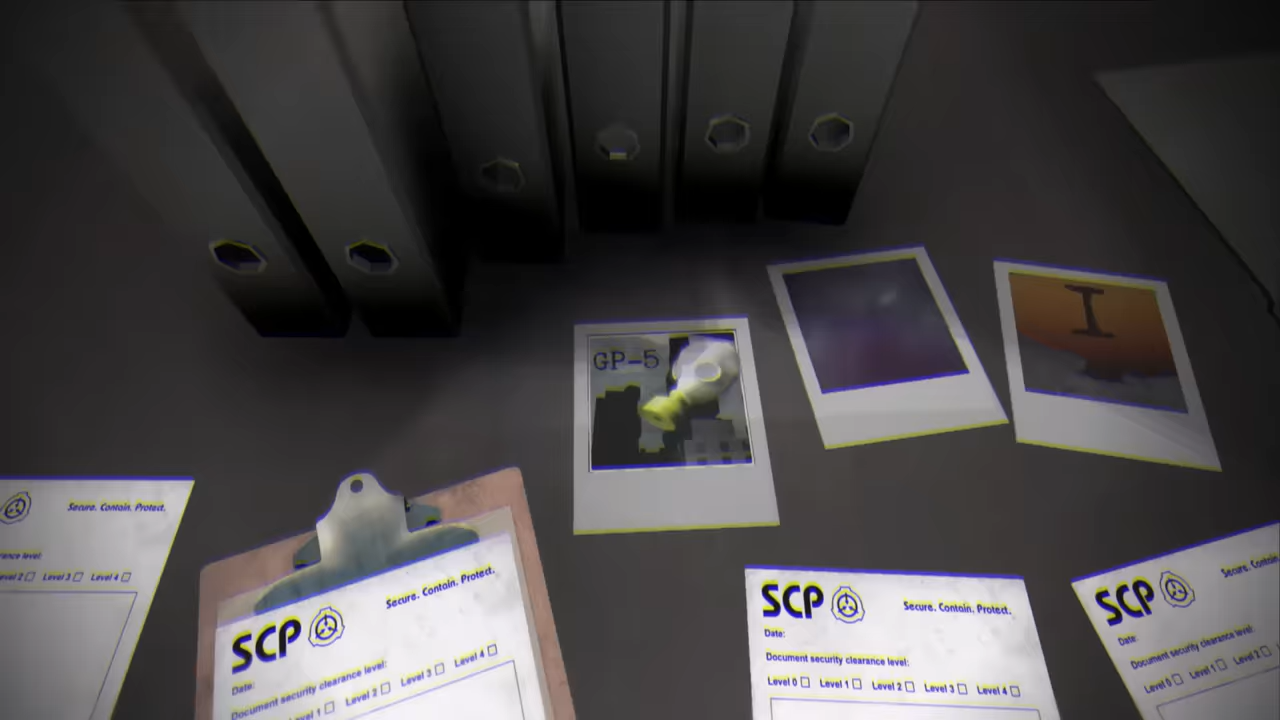 GP-5
I
Secure. Contain. Protect.
Level 2 Level 3 Level 4
SCP
Secure. Contain. Protect.
Date:
Document security clearance level:
Level 1 Level 2 Level 3 Level 4
SCP
Secure. Contain. Protect.
Date:
Document security clearance level:
Level 0 Level 1 Level 2 Level 3 Level 4
SCP
Secure. Contain.
Date:
Document security clearance level:
Level 0 Level 1 Level 2